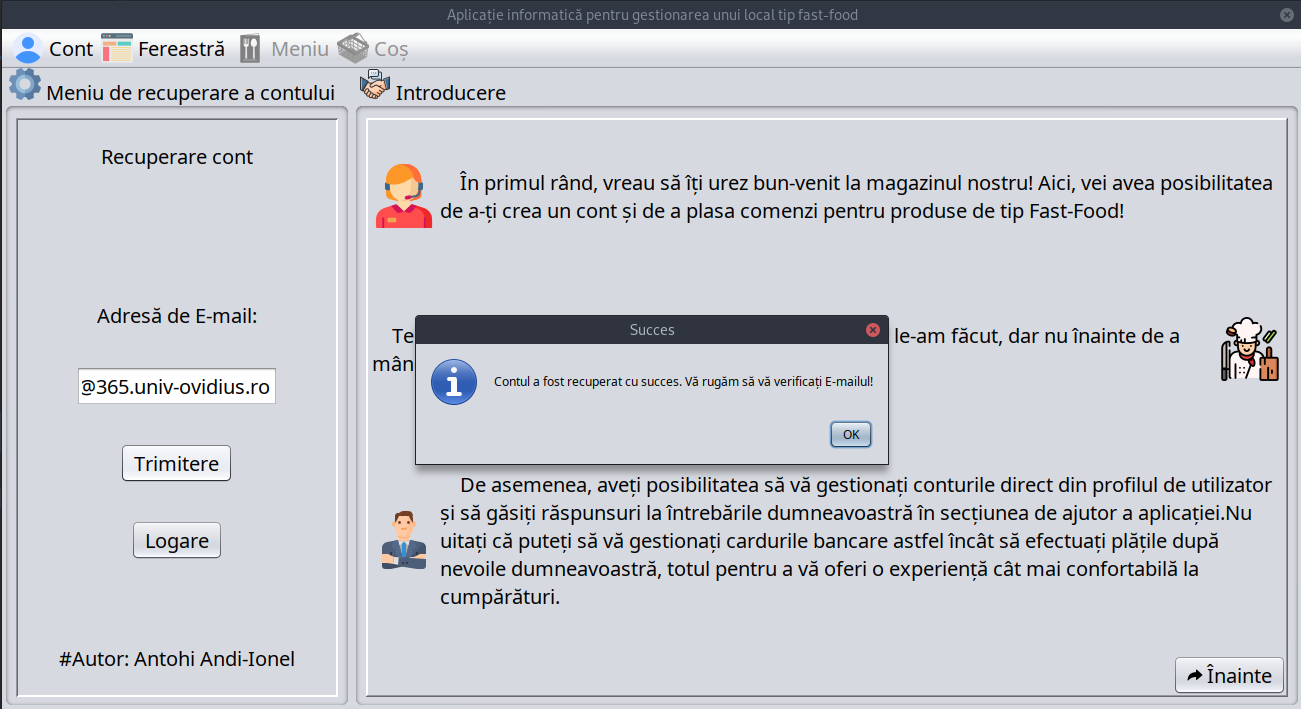 Aplicație informatică pentru gestionarea unui local tip fast-food
Cont Fereastră Meniu Coș
Meniu de recuperare a contului
Introducere
Recuperare cont
Adresă de E-mail:
@365.univ-ovidius.ro
Trimitere
Logare
#Autor: Antohi Andi-Ionel
În primul rând, vreau să îți urez bun-venit la magazinul nostru! Aici, vei avea posibilitatea
de a-ți crea un cont și de a plasa comenzi pentru produse de tip Fast-Food!
le-am făcut, dar nu înainte de a
Succes
Contul a fost recuperat cu succes. Vă rugăm să vă verificați E-mailul!
OK
De asemenea, aveți posibilitatea să vă gestionați conturile direct din profilul de utilizator
și să găsiți răspunsuri la întrebările dumneavoastră în secțiunea de ajutor a aplicației.Nu
uitați că puteți să vă gestionați cardurile bancare astfel încât să efectuați plățile după
nevoile dumneavoastră, totul pentru a vă oferi o experiență cât mai confortabilă la
cumpărături.
Înainte